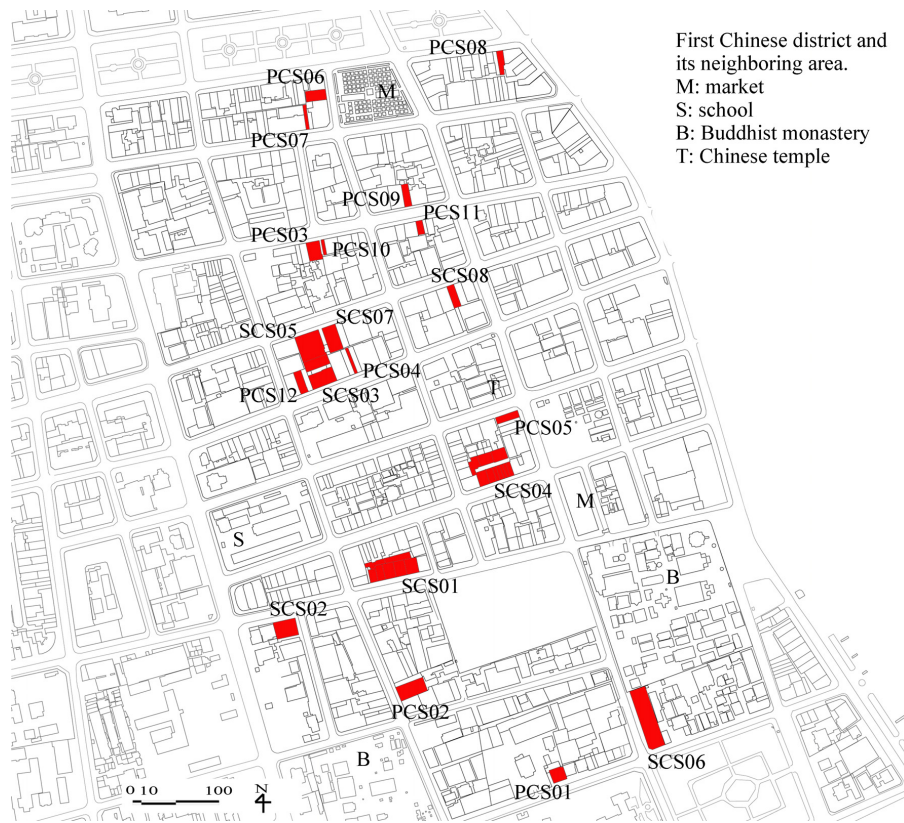 PCS08
First Chinese district and
its neighboring area.
M: market
S: school
B: Buddhist monastery
T: Chinese temple
PCS06
M
PCS07
PCS09
PCS11
PCS03
PCS10
SCS08
SCS05
SCS07
PCS04
PCS12
SCS03
T
PCS05
SCS04
M
S
SCS01
B
SCS02
PCS02
B
SCS06
PCS01
0 10 100 N